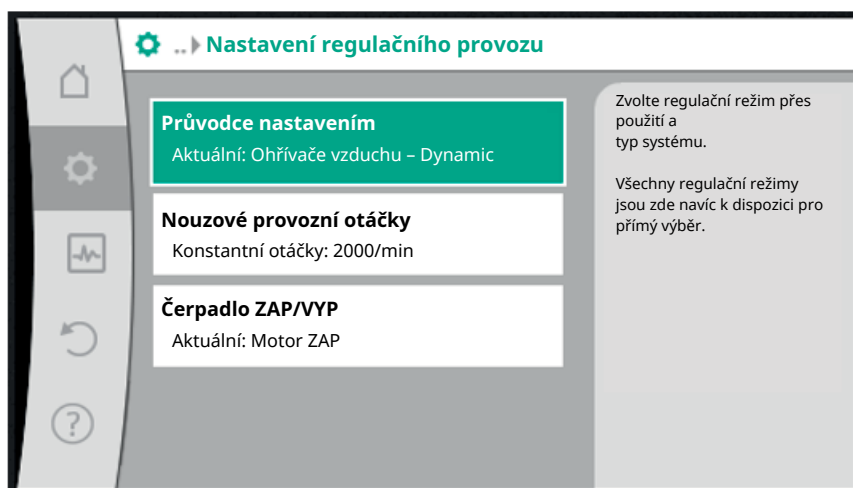 .. Nastavení regulačního provozu
Průvodce nastavením
Aktuální: Ohřívače vzduchu – Dynamic
Nouzové provozní otáčky
Konstantní otáčky: 2000/min
Čerpadlo ZAP/VYP
Aktuální: Motor ZAP
Zvolte regulační režim přes
použití a
typ systému.
Všechny regulační režimy
jsou zde navíc k dispozici pro
přímý výběr.
?